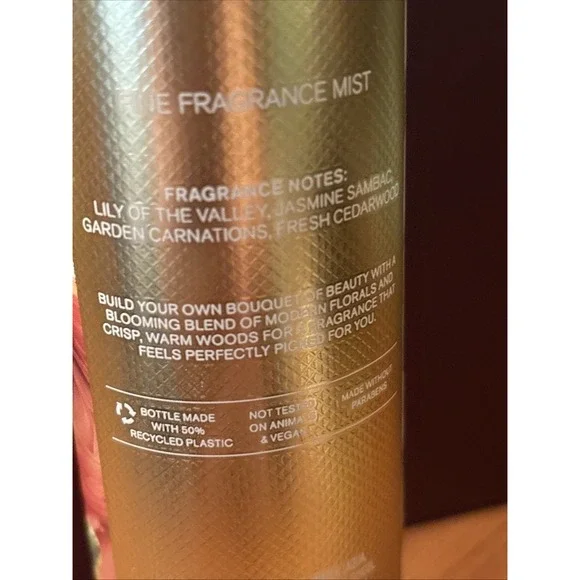 FINE FRAGRANCE MIST
FRAGRANCE NOTES:
LILY OF THE VALLEY, JASMINE SAMBAC,
GARDEN CARNATIONS, FRESH CEDARWOOD
BUILD YOUR OWN BOUQUET OF BEAUTY WITH A
BLOOMING BLEND OF MODERN FLORALS AND
CRISP, WARM WOODS FOR A FRAGRANCE THAT
FEELS PERFECTLY PICKED FOR YOU.
BOTTLE MADE
WITH 50%
RECYCLED PLASTIC
NOT TESTED
ON ANIMALS
& VEGAN
MADE WITHOUT
PARABENS